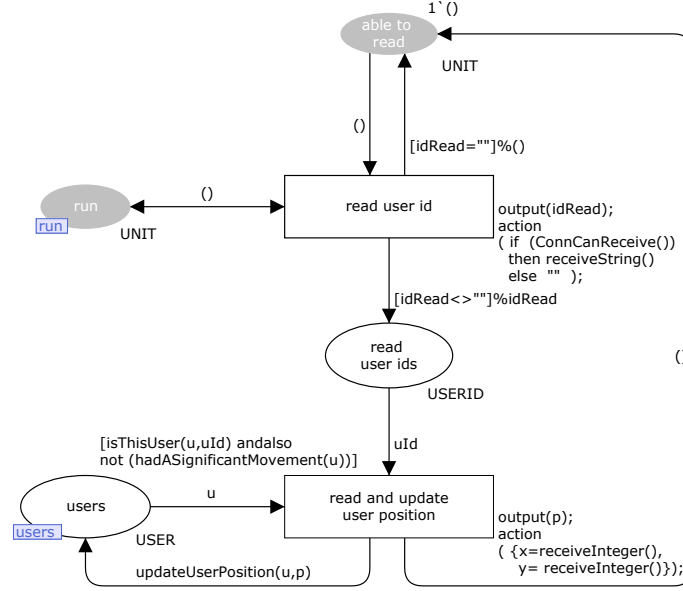 1`()
able to
read
UNIT
()
[idRead=""]%()
run
()
run
UNIT
read user id
output(idRead);
action
( if (ConnCanReceive())
then receiveString()
else "" );
[idRead<>""]%idRead
read
user ids
USERID
()
uId
[isThisUser(u,uId) andalso
not (hadASignificantMovement(u))]
users
users
USER
u
read and update
user position
output(p);
action
( {x=receiveInteger(),
y= receiveInteger()});
updateUserPosition(u,p)